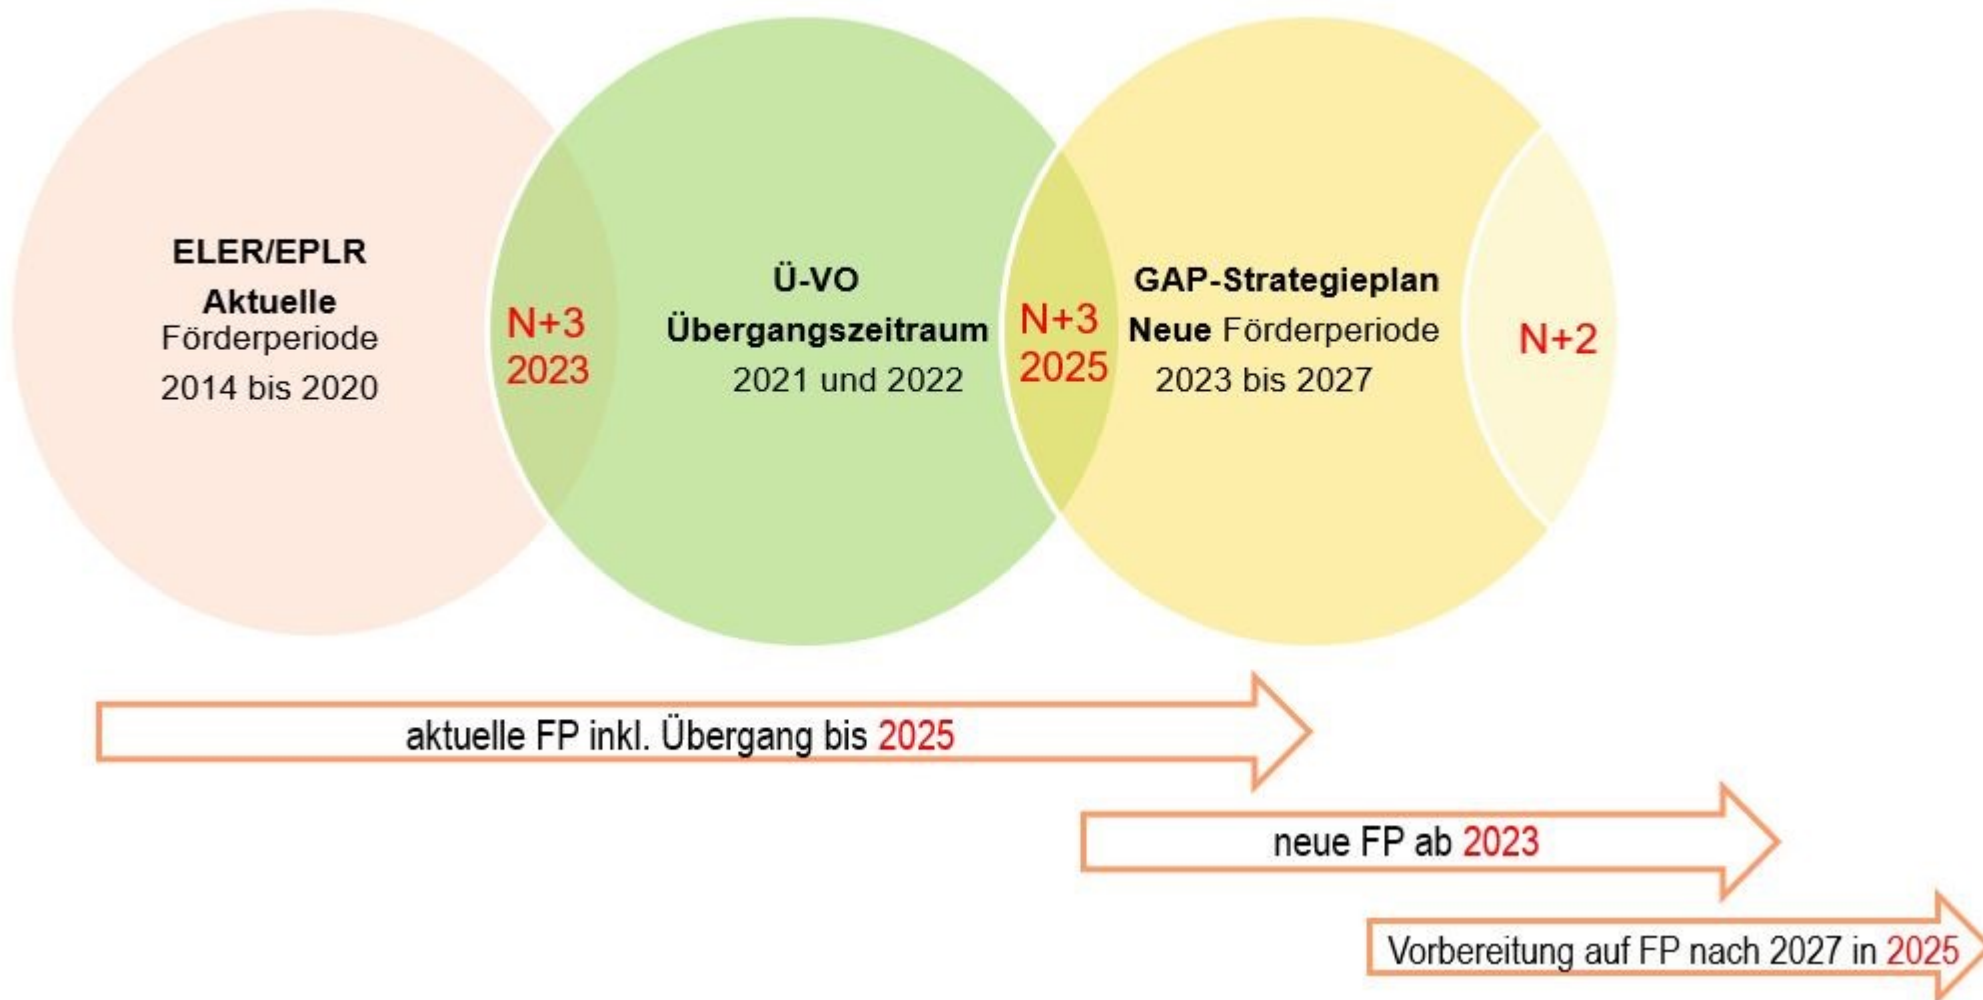 ELER/EPLR
Aktuelle
Förderperiode
2014 bis 2020
N+3
2023
Ü-VO
Übergangszeitraum
2021 und 2022
N+3
2025
GAP-Strategieplan
Neue Förderperiode
2023 bis 2027
N+2
aktuelle FP inkl. Übergang bis 2025
neue FP ab 2023
Vorbereitung auf FP nach 2027 in 2025